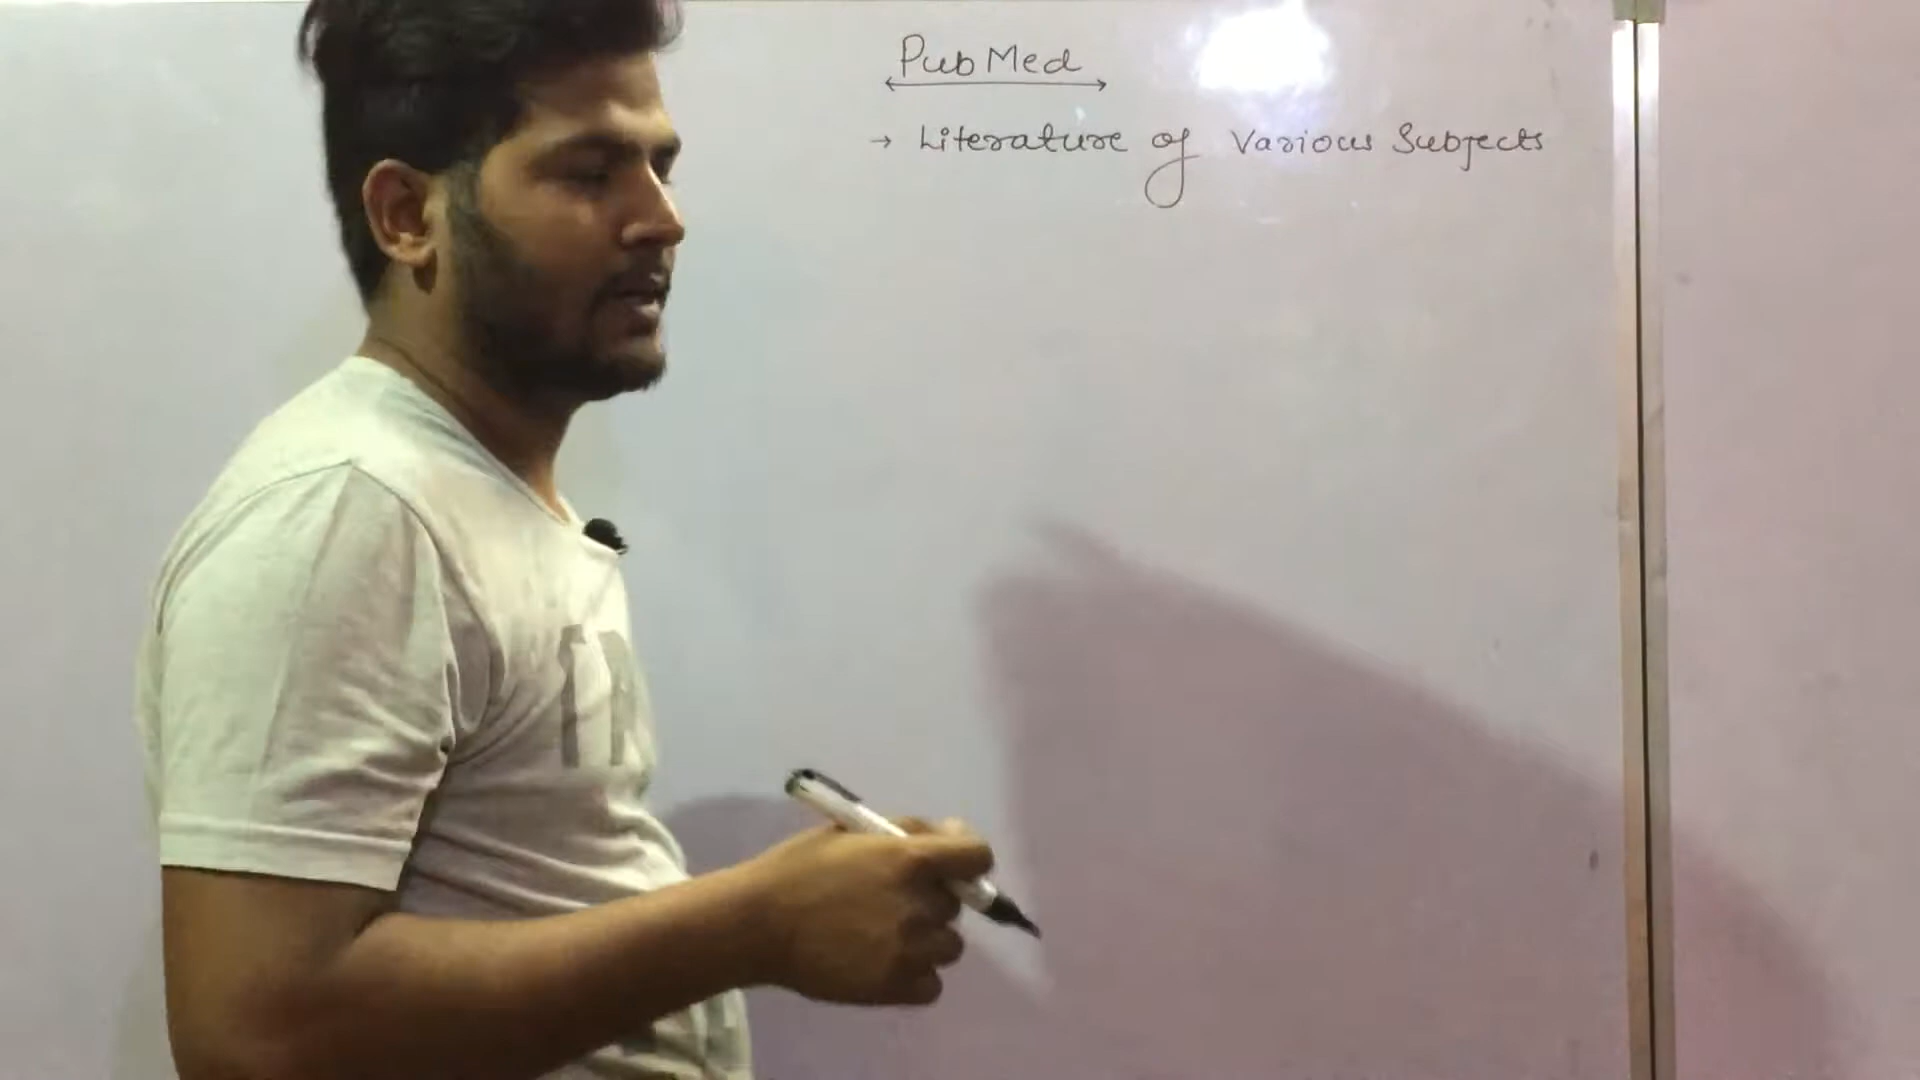 PubMed
→ Literature of Various Subjects